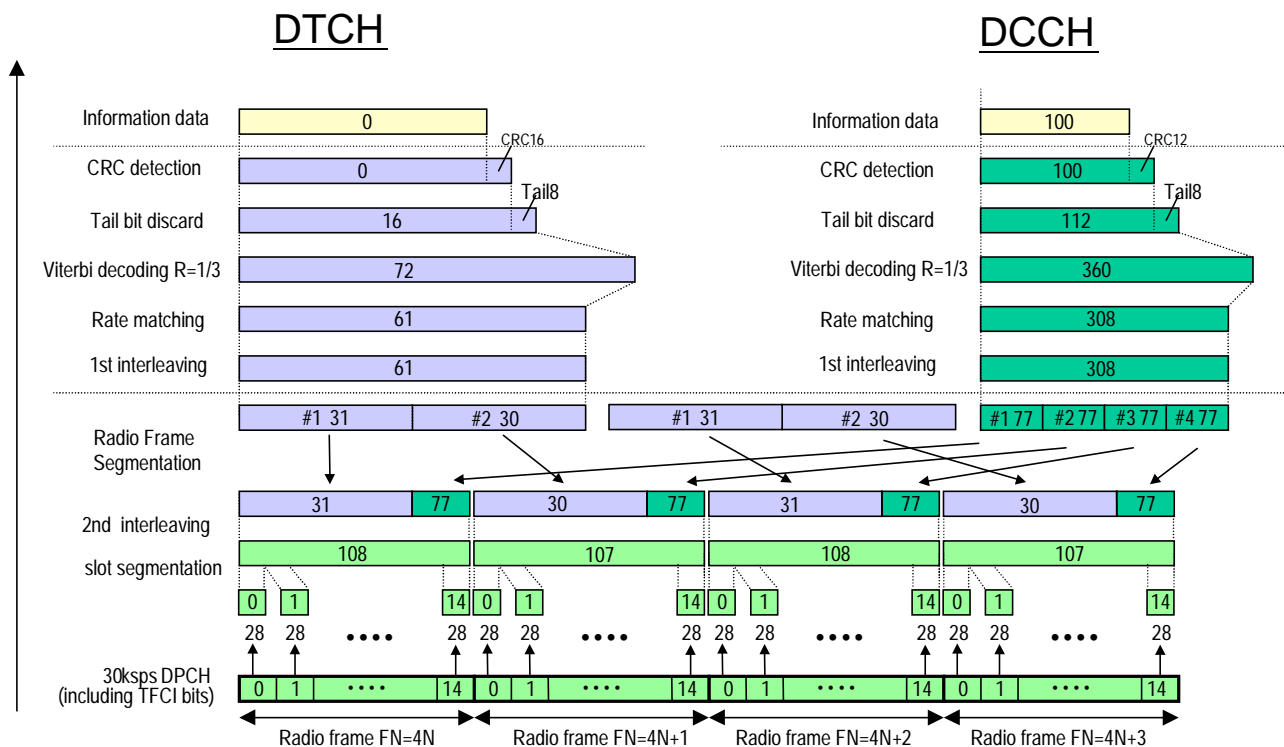 DTCH DCCH
Information data 0 Information data 100
CRC16 CRC12
CRC detection 0 CRC detection 100
Tail8 Tail8
Tail bit discard 16 Tail bit discard 112
Viterbi decoding R=1/3 72 Viterbi decoding R=1/3 360
Rate matching 61 Rate matching 308
1st interleaving 61 1st interleaving 308
#1 31 #2 30 #1 31 #2 30 #1 77 #2 77 #3 77 #4 77
Radio Frame
Segmentation
31 77 30 77 31 77 30 77
2nd interleaving
108 107 108 107
slot segmentation
0 1 14 0 1 14 0 1 14 0 1 14
28 28 •••• 28 28 28 •••• 28 28 28 •••• 28 28 28 •••• 28
30ksps DPCH
(including TFCI bits)
0 1 •••• 14 0 1 •••• 14 0 1 •••• 14 0 1 •••• 14
Radio frame FN=4N Radio frame FN=4N+1 Radio frame FN=4N+2 Radio frame FN=4N+3